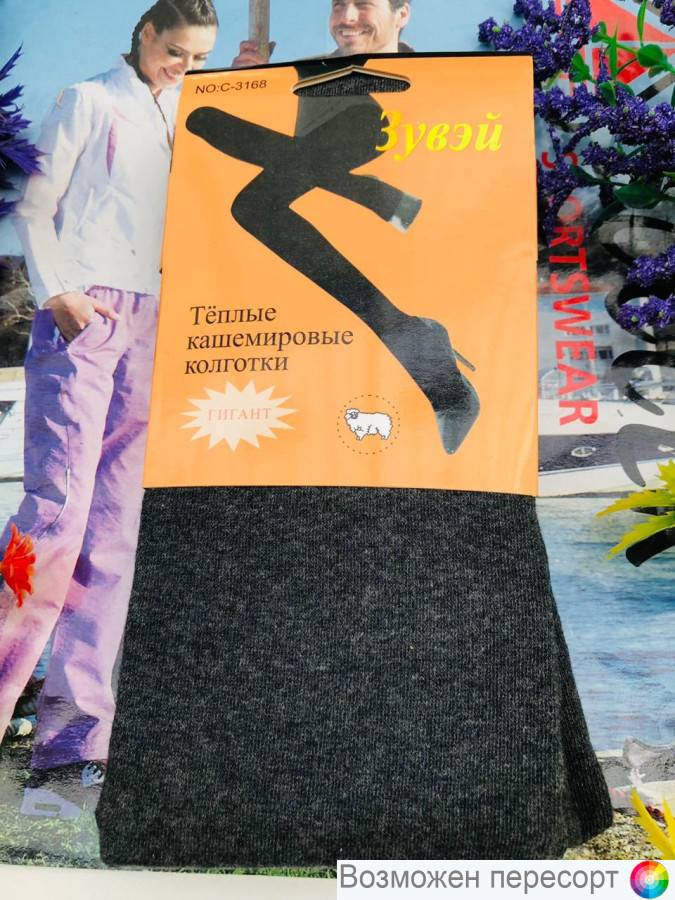 NO:C-3168
Зувэй
Тёплые
кашемировые
колготки
ГИГАНТ
SPORTSWEAR
Возможен пересорт